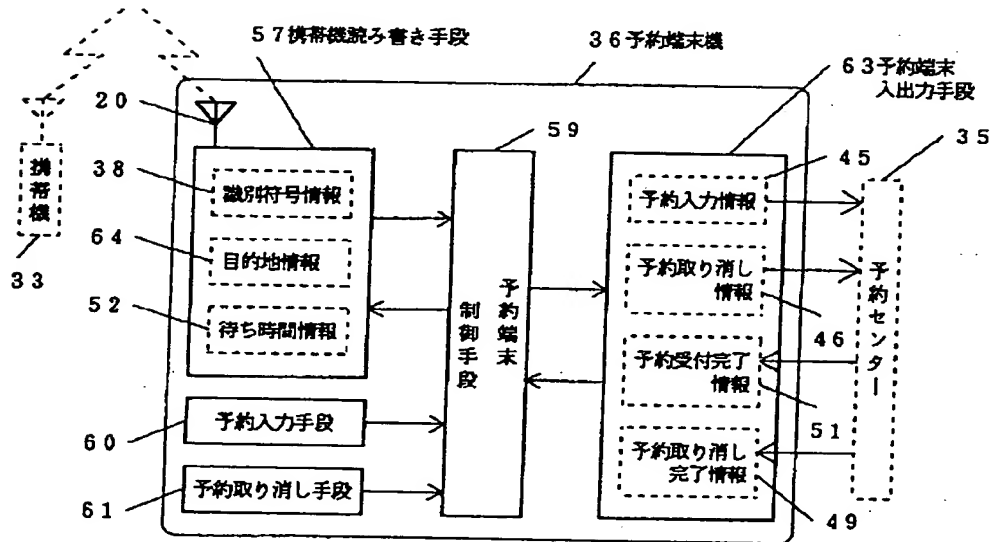 57携帯機読み書き手段
36予約端末機
63予約端末
入出力手段
20
59
45
35
携帯機
33
38
識別符号情報
64
目的地情報
52
待ち時間情報
予約端末
制御手段
予約入力情報
予約取り消し
情報
46
予約受付完了
情報
51
予約取り消し
完了情報
49
予約センター
60
予約入力手段
61
予約取り消し手段